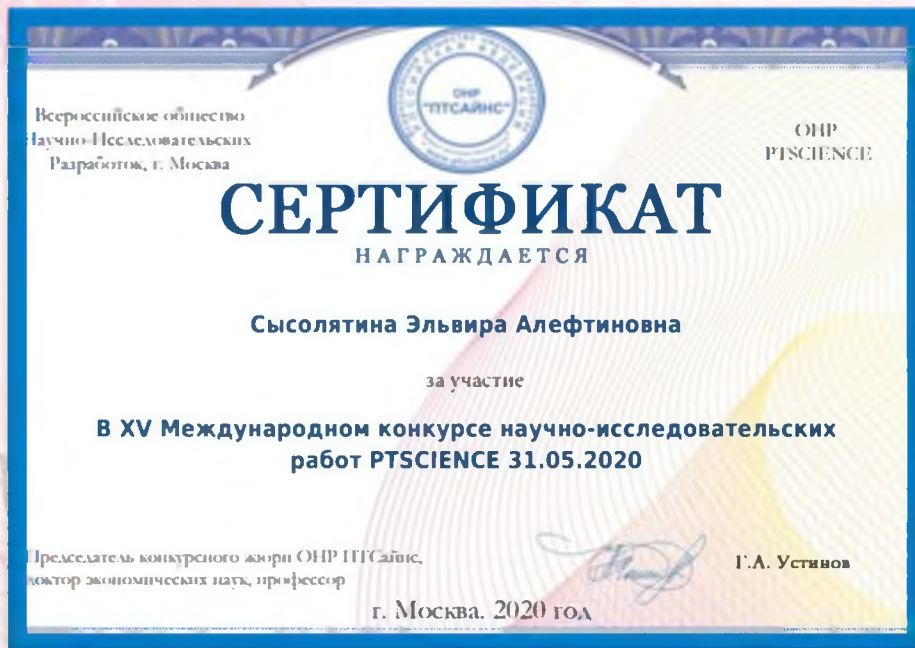 Всероссийское общество
Научно-Исследовательских
Разработок, г. Москва
ОНР
"ПТСАЙНС"
ОНР
PTSCIENCE
СЕРТИФИКАТ
НАГРАЖДАЕТСЯ
Сысолятина Эльвира Алефтиновна
за участие
В XV Международном конкурсе научно-исследовательских
работ PTSCIENCE 31.05.2020
Председатель конкурсного жюри ОНР ПТСайнс,
доктор экономических наук, профессор
Г.А. Устинов
г. Москва. 2020 год